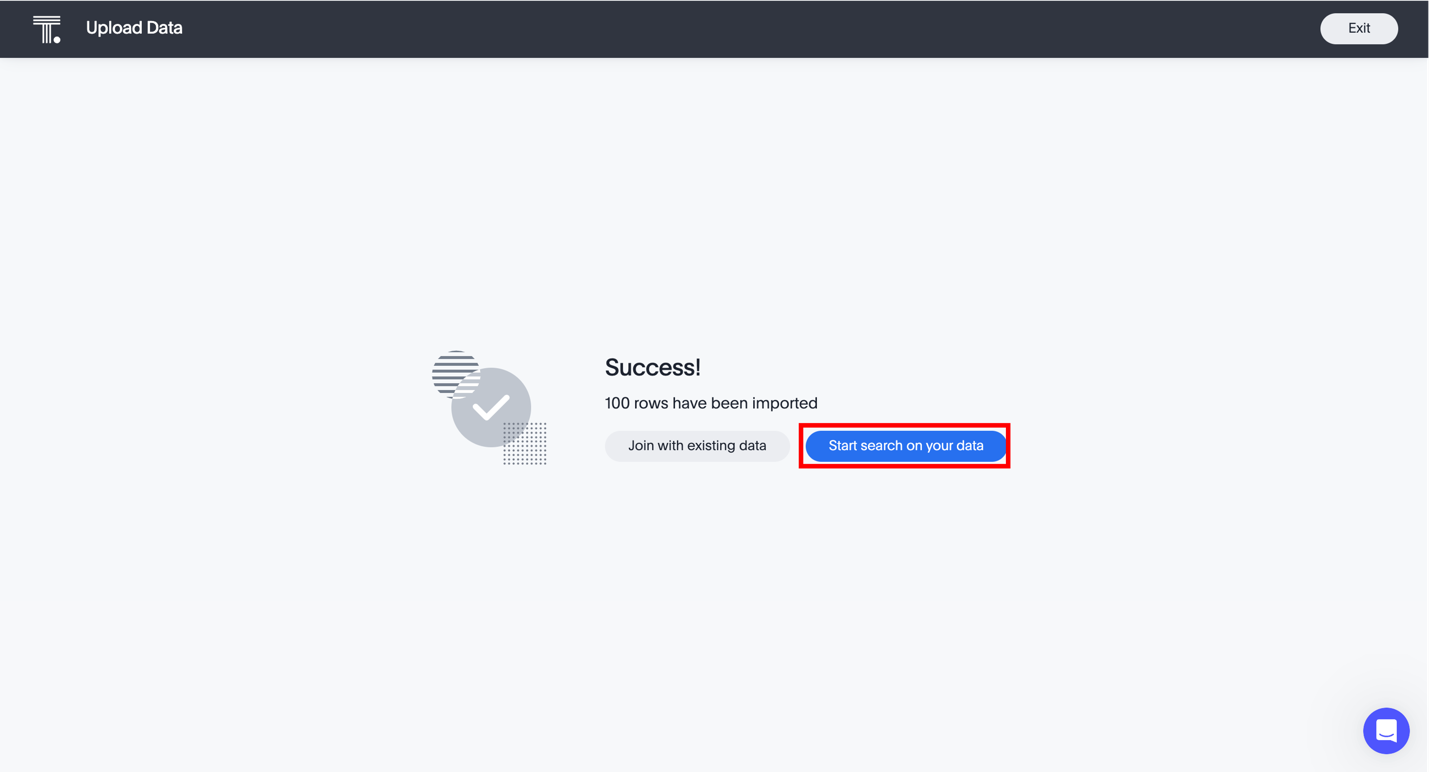 Upload Data
Exit
Success!
100 rows have been imported
Join with existing data
Start search on your data